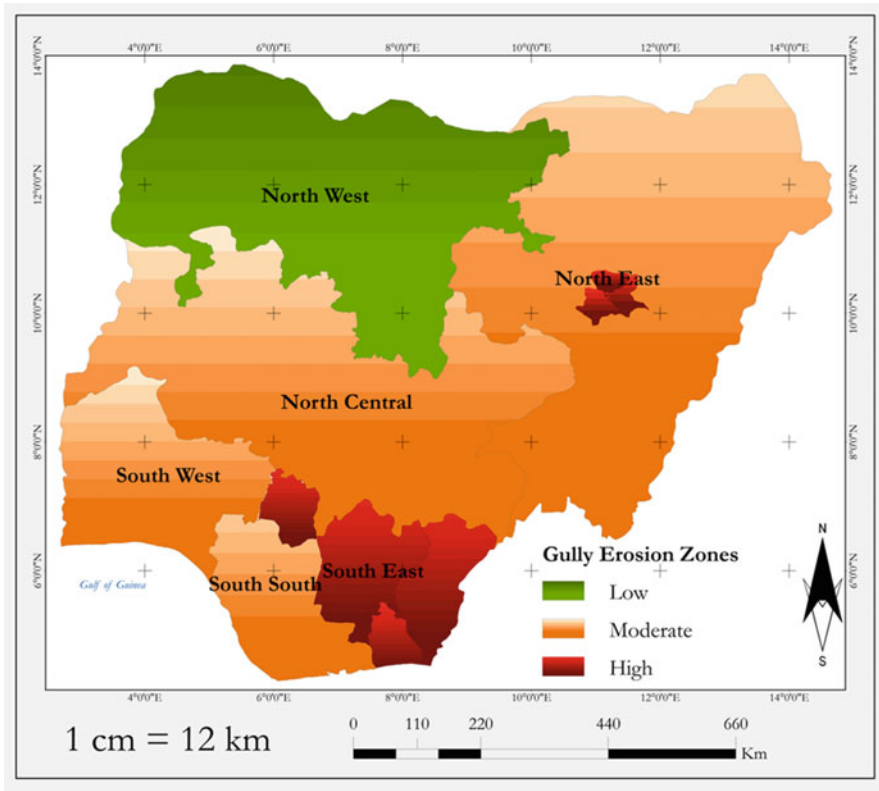 4°0'0"E 6°0'0"E 8°0'0"E 10°0'0"E 12°0'0"E 14°0'0"E
14°0'0"N 14°0'0"N
12°0'0"N 12°0'0"N
North West
North East
10°0'0"N 10°0'0"N
North Central
8°0'0"N 8°0'0"N
South West
N
Gully Erosion Zones
6°0'0"N 6°0'0"N
South South South East
Gulf of Guinea
Low
Moderate
High
S
4°0'0"E 6°0'0"E 8°0'0"E 10°0'0"E 12°0'0"E 14°0'0"E
1 cm = 12 km
0 110 220 440 660
Km